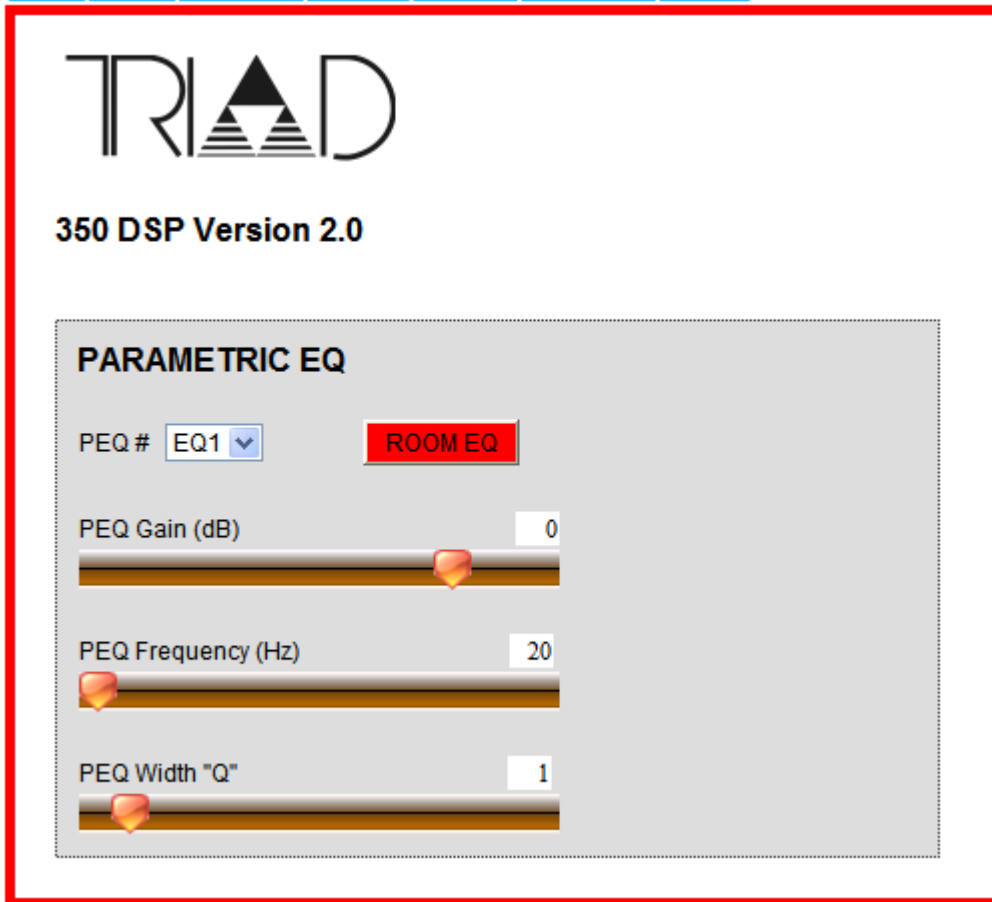 TRIAD
350 DSP Version 2.0
PARAMETRIC EQ
PEQ # EQ1 ROOM EQ
PEQ Gain (dB) 0
PEQ Frequency (Hz) 20
PEQ Width "Q" 1